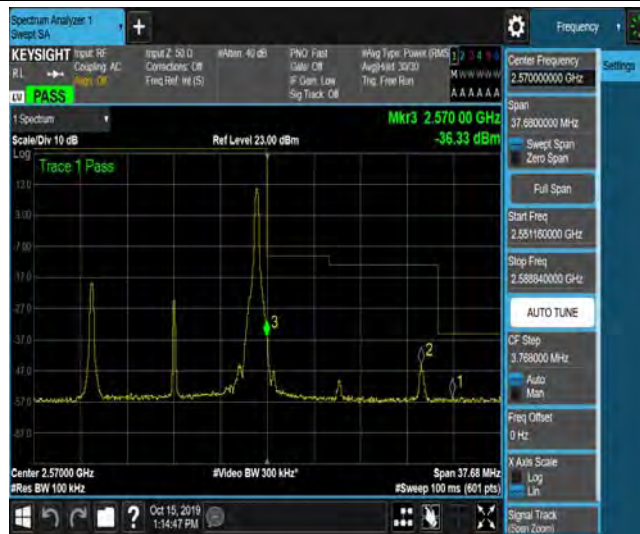 Spectrum Analyzer 1
Swept SA
+
Frequency
KEYSIGHT
Input: RF
Coupling: AC
Align: Off
Input Z: 50 Ω
Corrections: Off
Freq Ref: Int (S)
#Atten: 40 dB
PNO: Fast
Gate: Off
IF Gain: Low
Sig Track: Off
#Avg Type: Power (RMS
Avg|Hold: 30/30
Trig: Free Run
1 2 3 4 5 6
M W W W W W
A A A A A A
RL
LV PASS
1 Spectrum
Scale/Div 10 dB
Ref Level 23.00 dBm
Mkr3 2.570 00 GHz
-36.33 dBm
Log
Trace 1 Pass
13.0
3.00
-7.00
-17.0
-27.0
-37.0
-47.0
-57.0
-67.0
3
2
1
Center 2.57000 GHz
#Res BW 100 kHz
#Video BW 300 kHz*
Span 37.68 MHz
#Sweep 100 ms (601 pts)
Oct 15, 2019
1:14:47 PM
Center Frequency
2.570000000 GHz
Settings
Span
37.6800000 MHz
Swept Span
Zero Span
Full Span
Start Freq
2.551160000 GHz
Stop Freq
2.588840000 GHz
AUTO TUNE
CF Step
3.768000 MHz
Auto
Man
Freq Offset
0 Hz
X Axis Scale
Log
Lin
Signal Track
(Span Zoom)